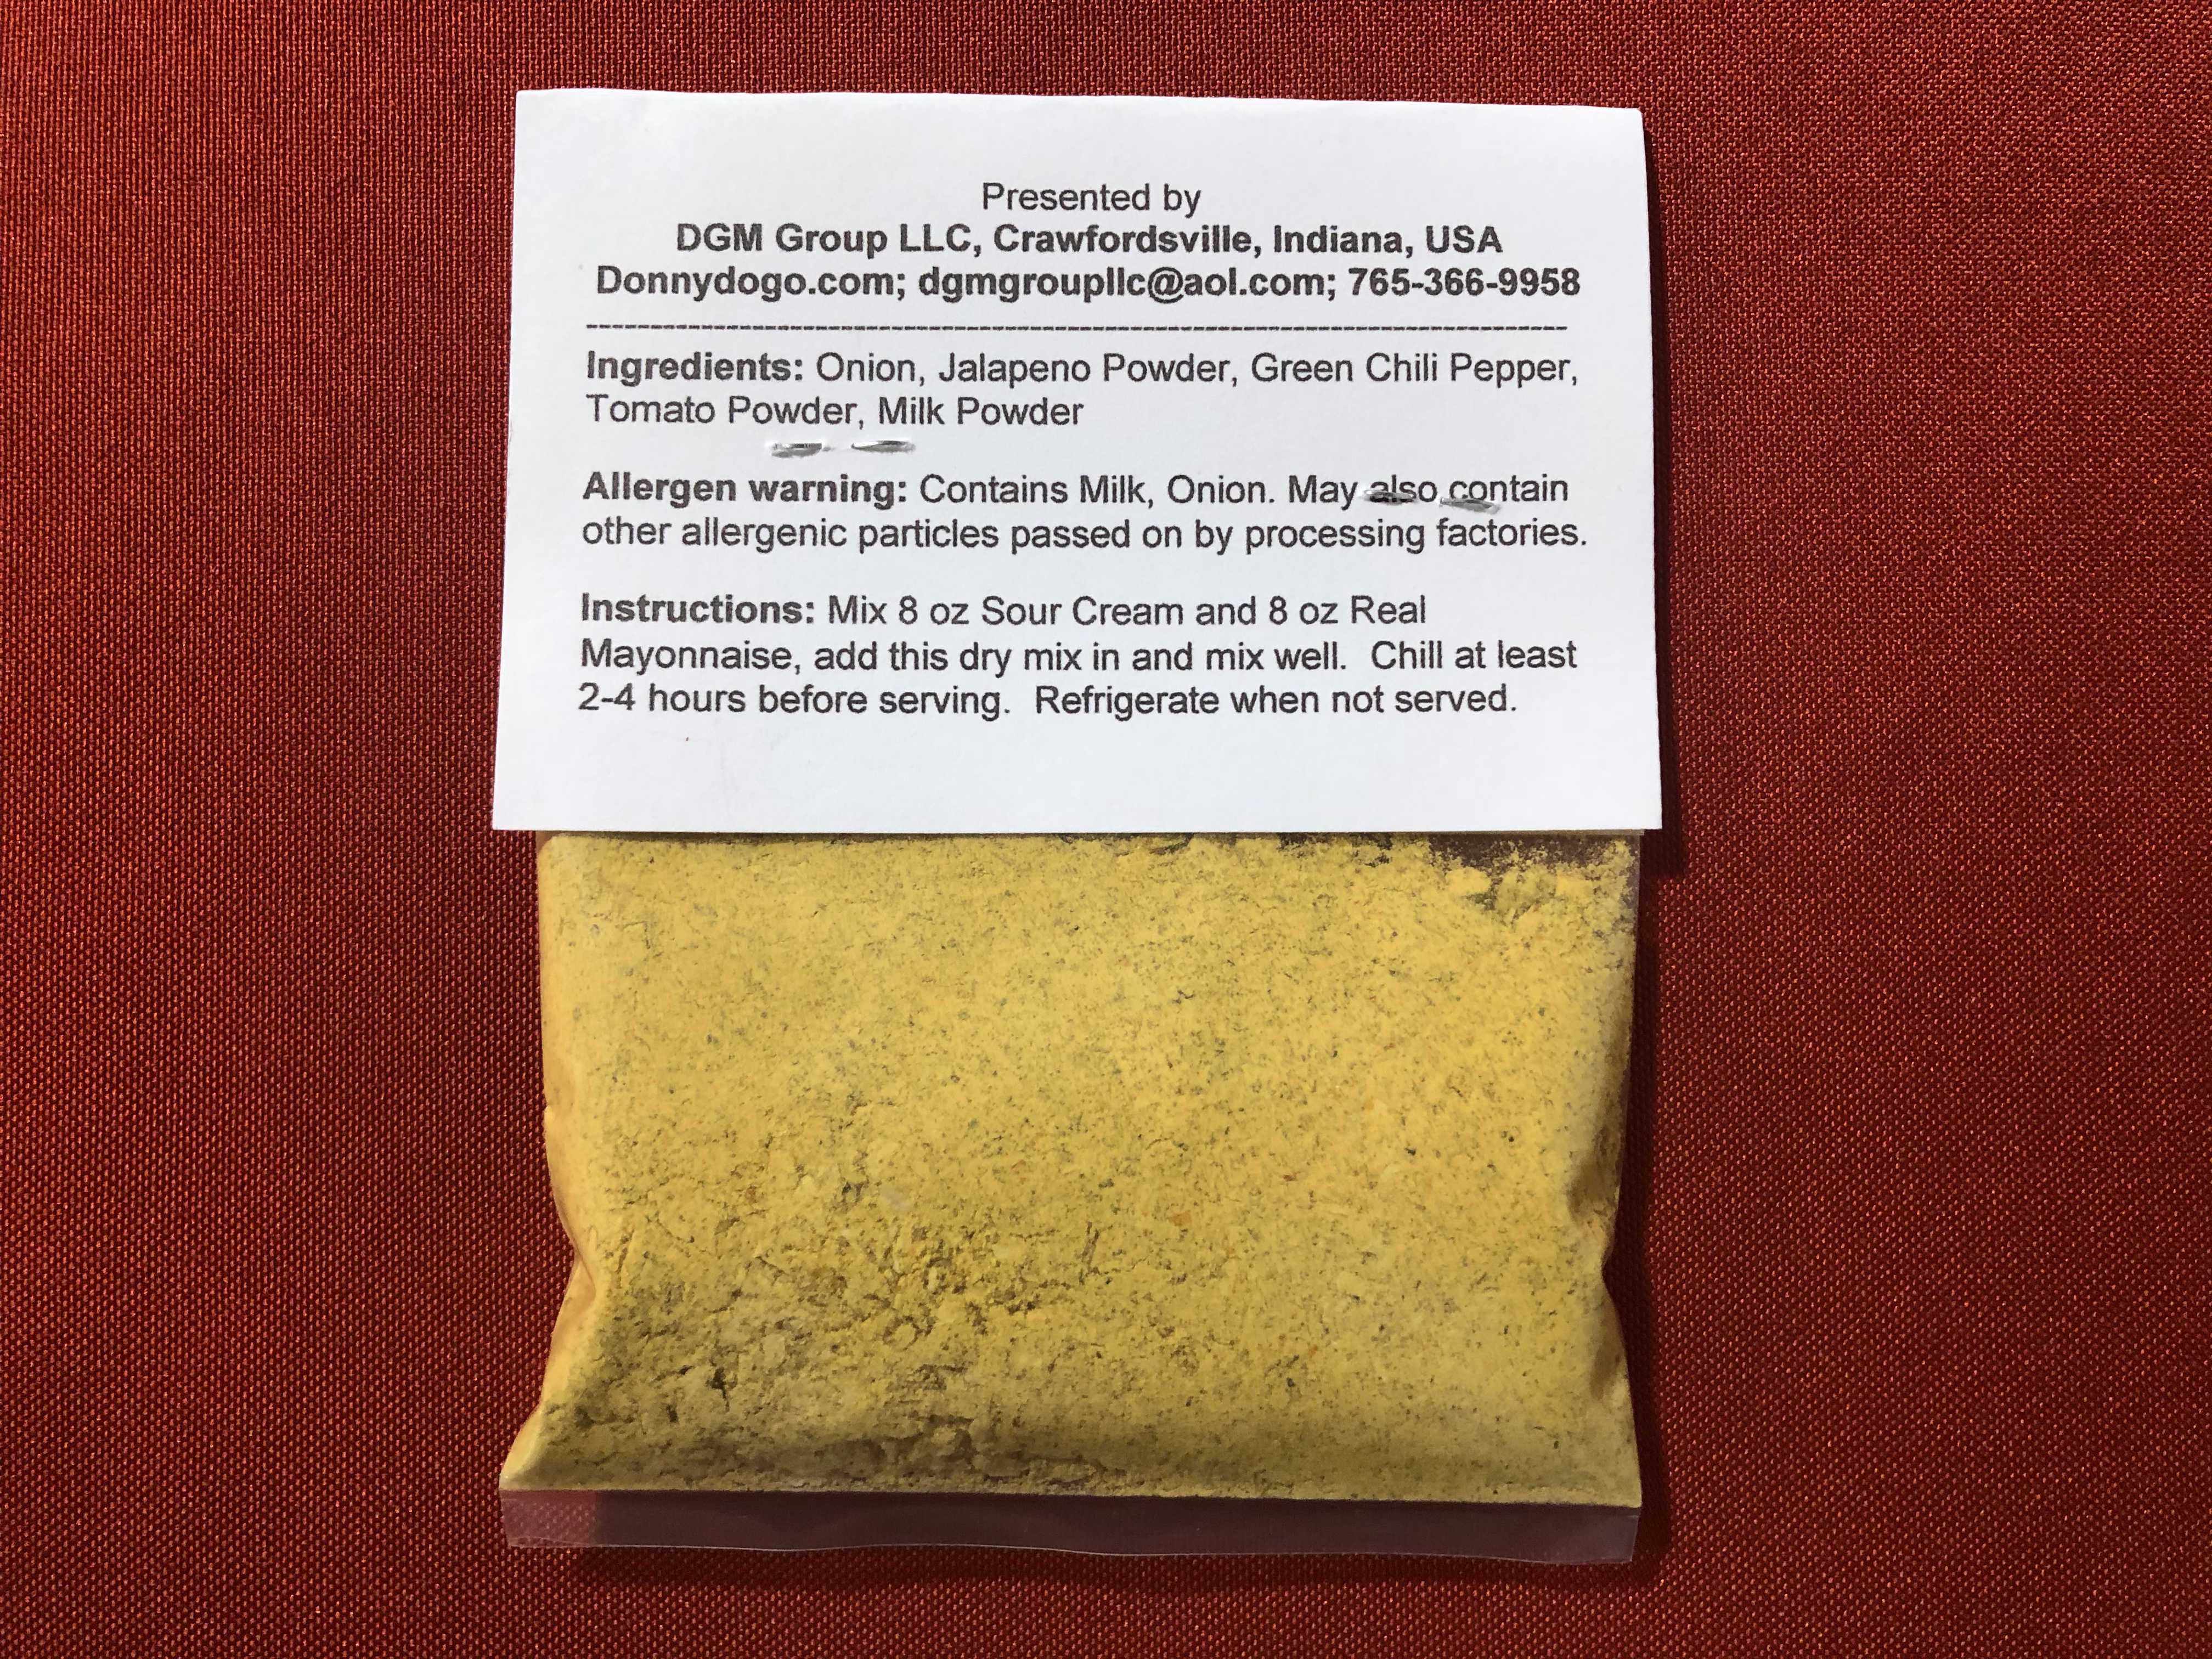 Presented by
DGM Group LLC, Crawfordsville, Indiana, USA
Donnydogo.com; dgmgroupllc@aol.com; 765-366-9958
--------------------------------------------------------------------------------
Ingredients: Onion, Jalapeno Powder, Green Chili Pepper,
Tomato Powder, Milk Powder
Allergen warning: Contains Milk, Onion. May also contain
other allergenic particles passed on by processing factories.
Instructions: Mix 8 oz Sour Cream and 8 oz Real
Mayonnaise, add this dry mix in and mix well. Chill at least
2-4 hours before serving. Refrigerate when not served.